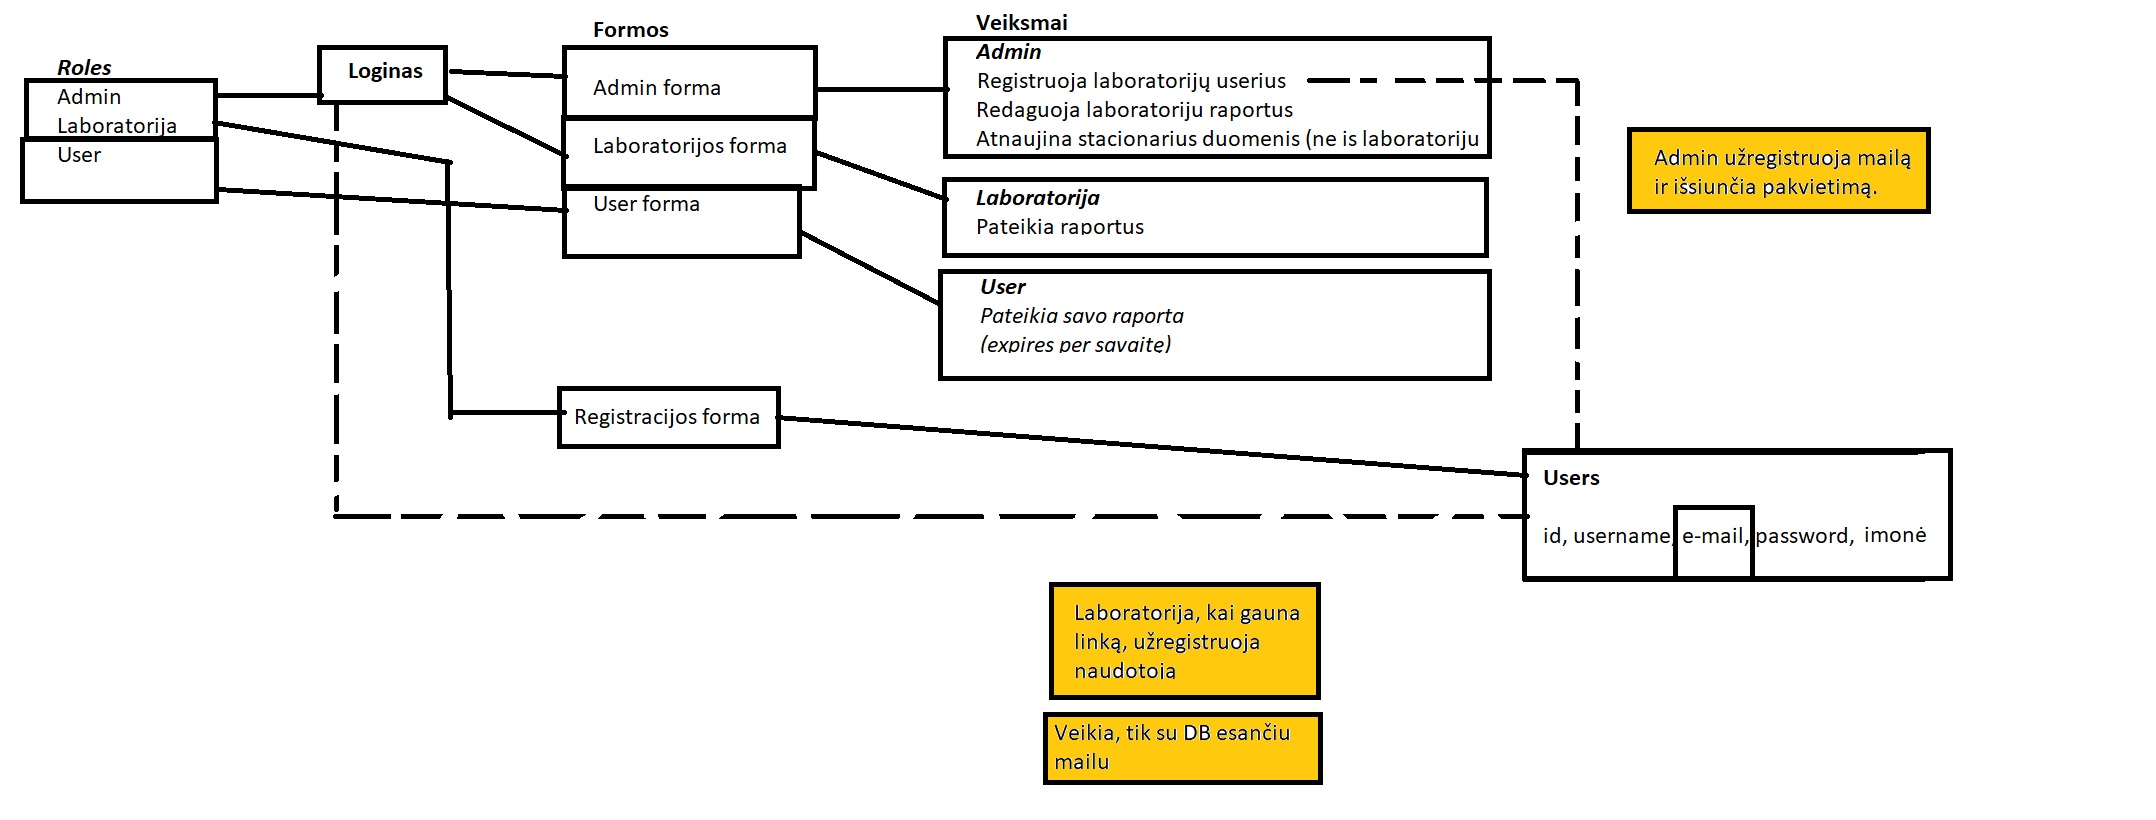 Roles
Admin
Laboratorija
User
Loginas
Formos
Admin forma
Laboratorijos forma
User forma
Registracijos forma
Veiksmai
Admin
Registruoja laboratorijų userius
Redaguoja laboratoriju raportus
Atnaujina stacionarius duomenis (ne is laboratoriju
Laboratorija
Pateikia raportus
User
Pateikia savo raporta
(expires per savaitę)
Admin užregistruoja mailą
ir išsiunčia pakvietimą.
Users
id, username, e-mail, password, imonė
Laboratorija, kai gauna
linką, užregistruoja
naudotoja
Veikia, tik su DB esančiu
mailu